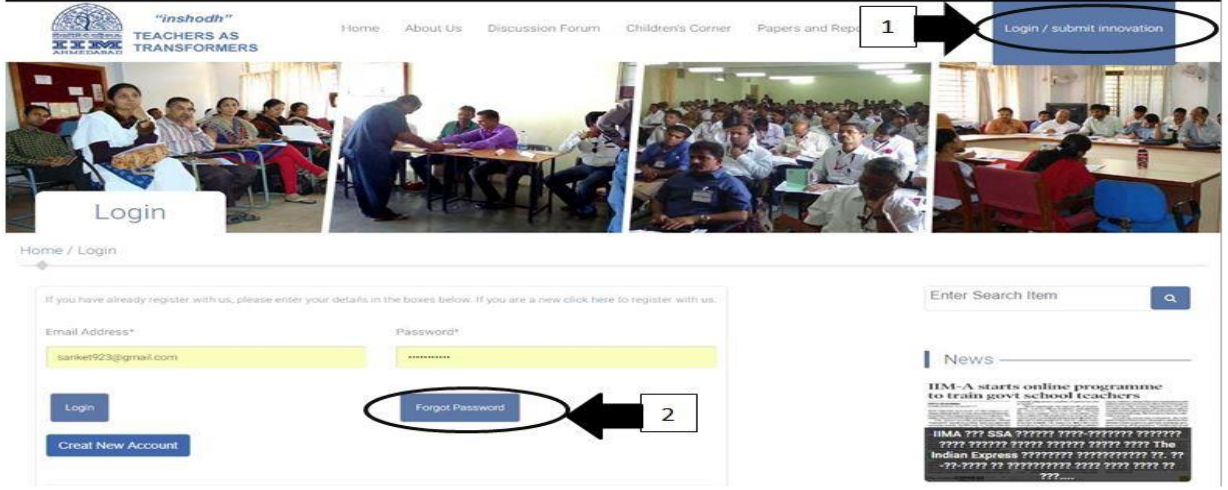 "inshodh"
TEACHERS AS
TRANSFORMERS
IIMA
AHMEDABAD
Home About Us Discussion Forum Children's Corner Papers and Repo
1
Login / submit innovation
Login
Home / Login
If you have already register with us, please enter your details in the boxes below. If you are a new click here to register with us.
Email Address* Password*
sanket923@gmail.com ***********
Login
Forgot Password
2
Creat New Account
Enter Search Item
News
IIM-A starts online programme
to train govt school teachers
IIMA ??? SSA ?????? ????-??????? ???????
???? ?????? ????? ?????? ????? ???? The
Indian Express ???????? ??????????? ??. ??
-??-???? ?? ?????????? ???? ???? ???? ??
???....